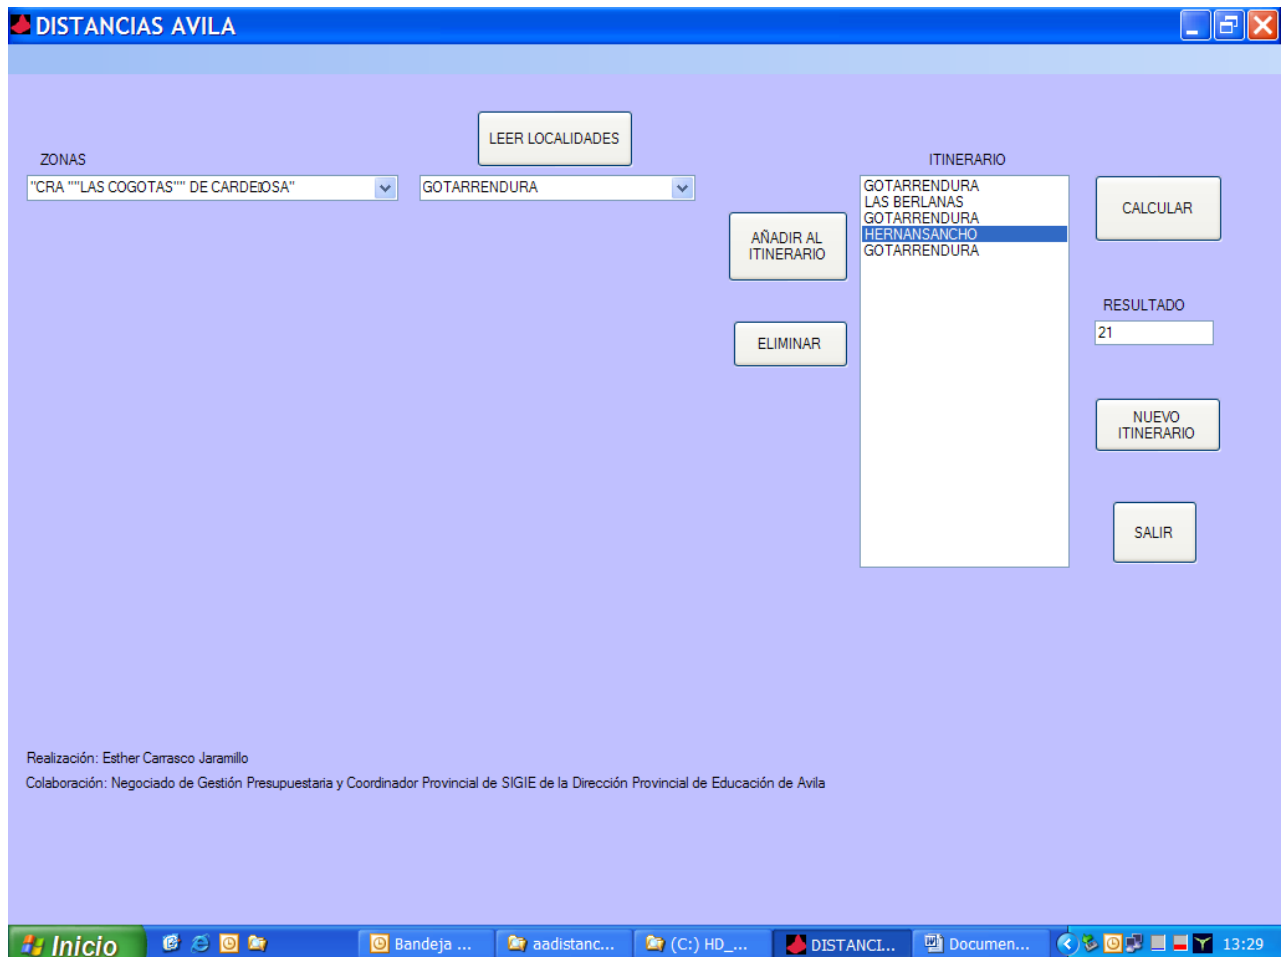 DISTANCIAS AVILA
LEER LOCALIDADES
ZONAS
ITINERARIO
"CRA ""LAS COGOTAS"" DE CARDEÏOSA"
GOTARRENDURA
GOTARRENDURA
LAS BERLANAS
GOTARRENDURA
HERNANSANCHO
GOTARRENDURA
CALCULAR
AÑADIR AL
ITINERARIO
RESULTADO
21
ELIMINAR
NUEVO
ITINERARIO
SALIR
Realización: Esther Carrasco Jaramillo
Colaboración: Negociado de Gestión Presupuestaria y Coordinador Provincial de SIGIE de la Dirección Provincial de Educación de Avila
Inicio
Bandeja ...
aadistanc...
(C:) HD_...
DISTANCI...
Documen...
13:29